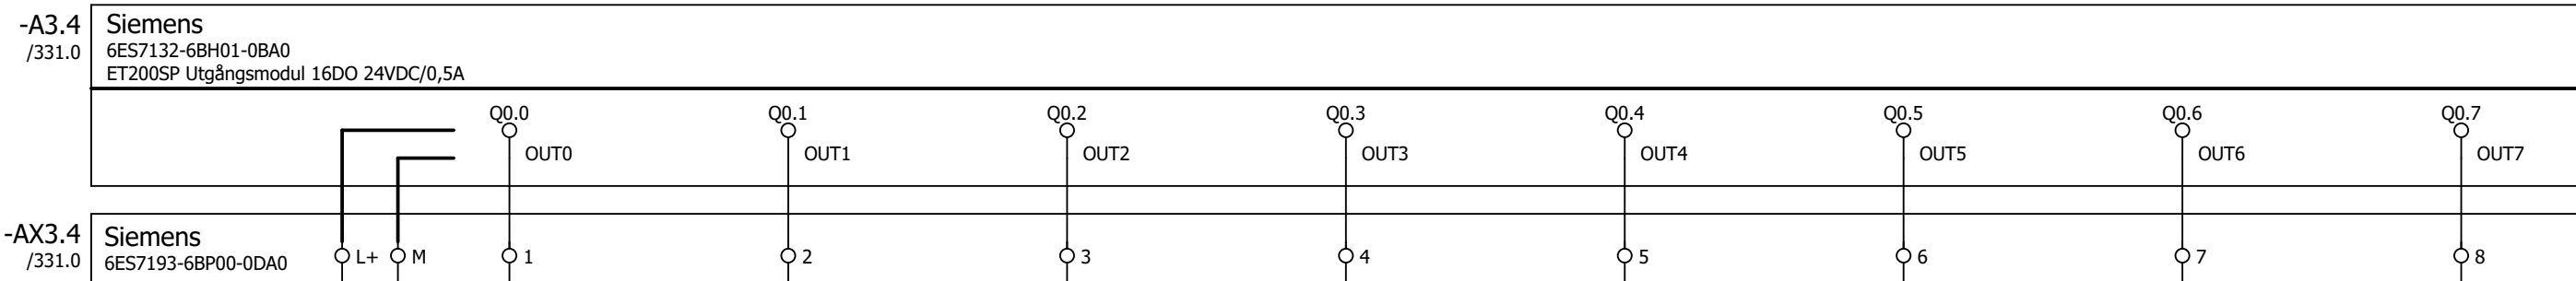 -A3.4 Siemens
/331.0 6ES7132-6BH01-0BA0
ET200SP Utgångsmodul 16DO 24VDC/0,5A
Q0.0 Q0.1 Q0.2 Q0.3 Q0.4 Q0.5 Q0.6 Q0.7
OUT0 OUT1 OUT2 OUT3 OUT4 OUT5 OUT6 OUT7
-AX3.4 Siemens
/331.0 6ES7193-6BP00-0DA0 L+ M 1 2 3 4 5 6 7 8